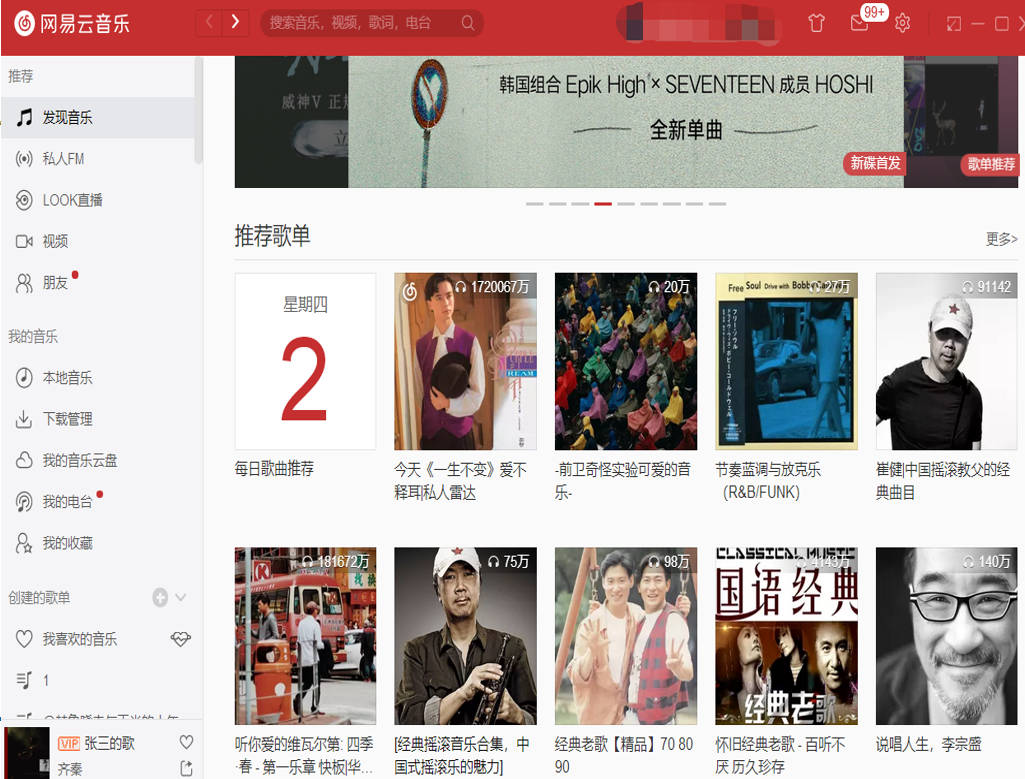 网易云音乐
搜索音乐，视频，歌词，电台
99+
推荐
发现音乐
私人FM
LOOK直播
视频
朋友
我的音乐
本地音乐
下载管理
我的音乐云盘
我的电台
我的收藏
创建的歌单
我喜欢的音乐
1
VIP 张三的歌
齐秦
威神V 正规
韩国组合 Epik High × SEVENTEEN 成员 HOSHI
全新单曲
新碟首发
歌单推荐
推荐歌单
更多>
星期四
2
每日歌曲推荐
1720067万
今天《一生不变》爱不
释耳|私人雷达
20万
-前卫奇怪实验可爱的音
乐-
Free Soul Drive with Bobby
27万
节奏蓝调与放克乐
（R&B/FUNK）
91142
崔健|中国摇滚教父的经
典曲目
181672万
听你爱的维瓦尔第: 四季
·春 - 第一乐章 快板|华...
75万
[经典摇滚音乐合集，中
国式摇滚乐的魅力]
98万
经典老歌【精品】70 80
90
CLASSICAL MUSIC
4143万
国语经典
经典老歌
怀旧经典老歌 - 百听不
厌 历久珍存
140万
说唱人生，李宗盛